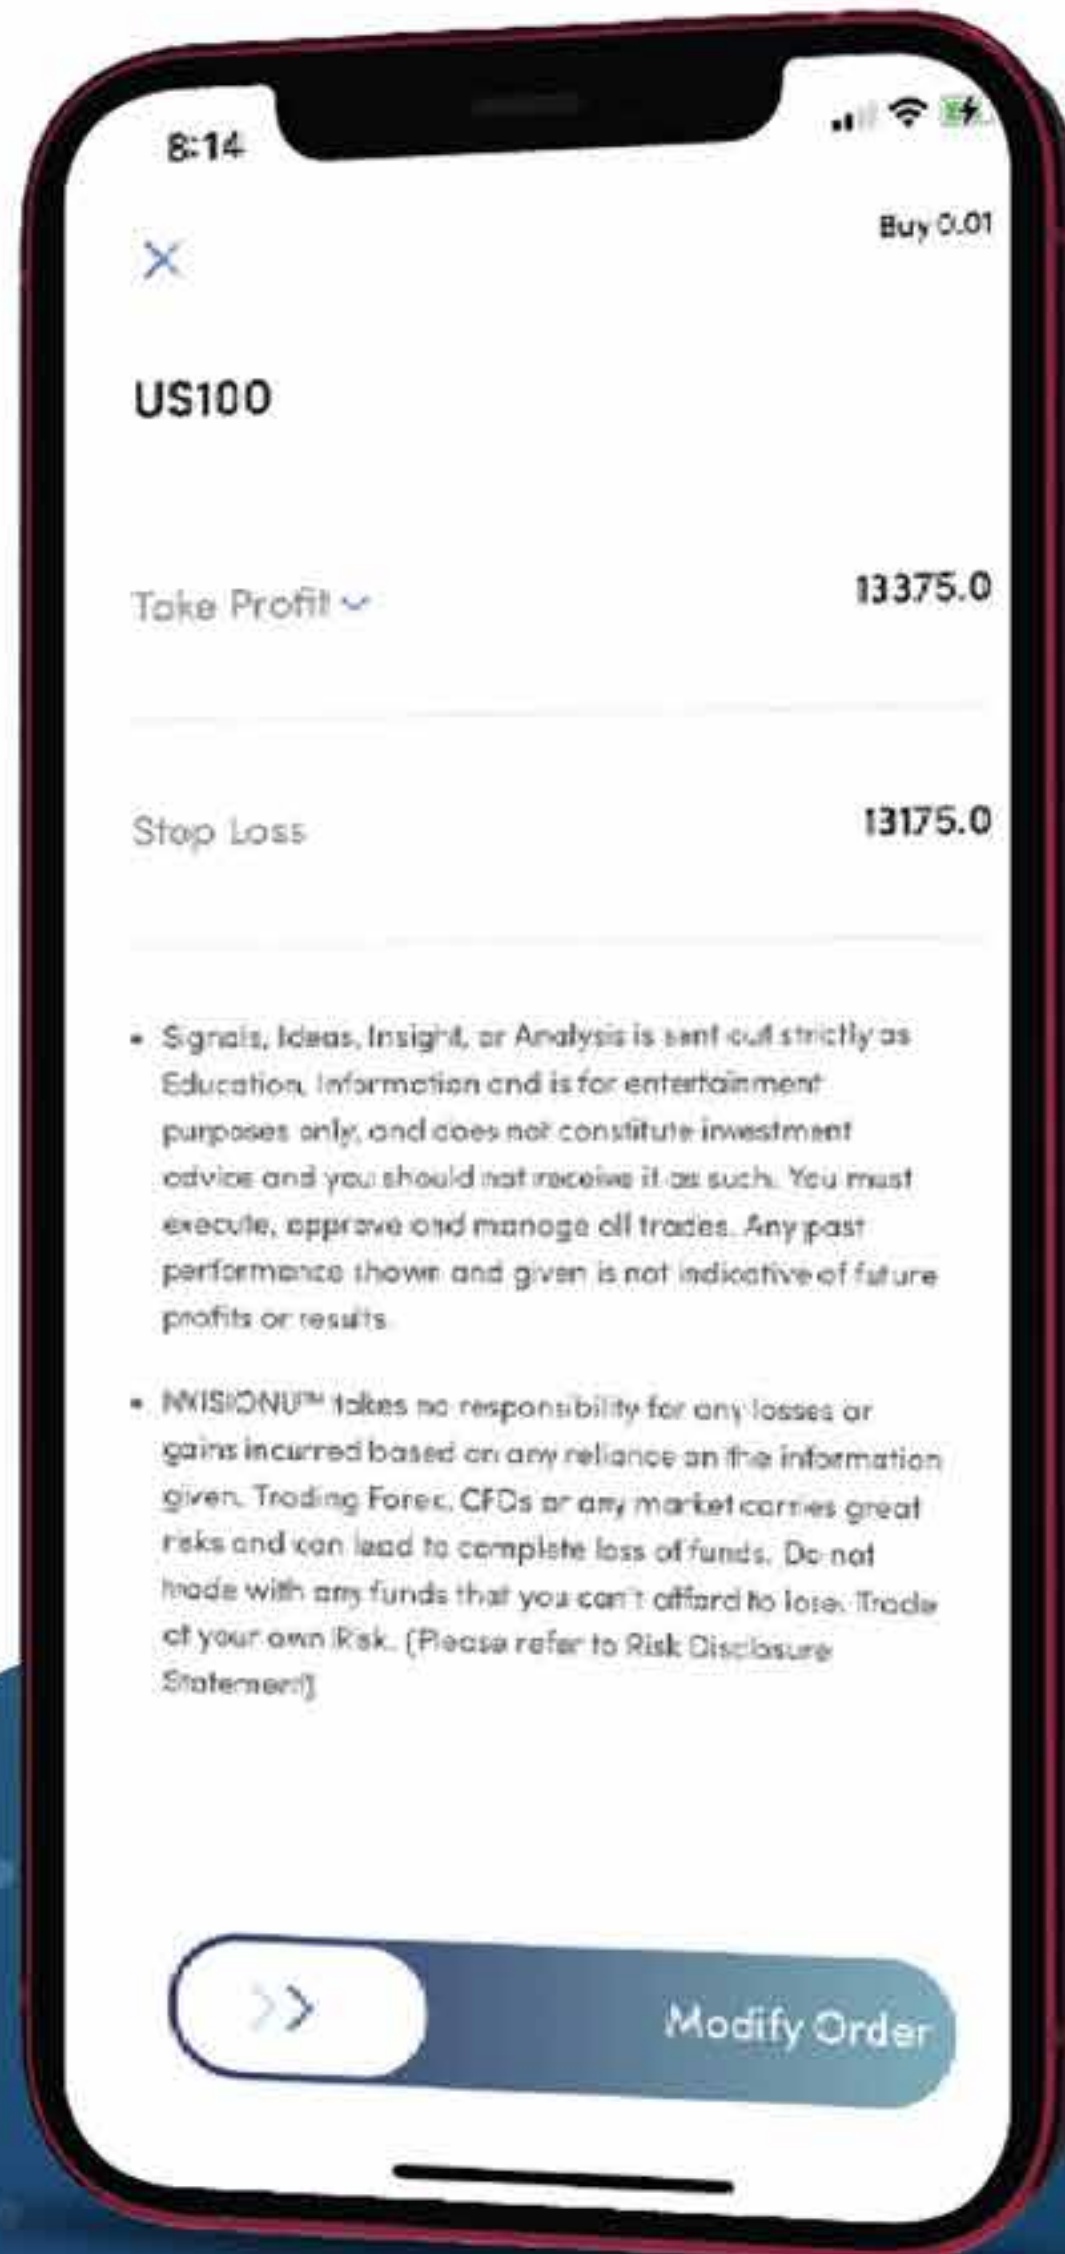 8:14
Buy 0.01
US100
Take Profit
13375.0
Stop Loss
13175.0
• Signals, Ideas, Insight, or Analysis is sent out strictly as
Education, Information and is for entertainment
purposes only, and does not constitute investment
advice and you should not receive it as such. You must
execute, approve and manage all trades. Any past
performance shown and given is not indicative of future
profits or results.
• NVISIONU™ takes no responsibility for any losses or
gains incurred based on any reliance on the information
given. Trading Forex, CFDs or any market carries great
risks and can lead to complete loss of funds. Do not
trade with any funds that you can't afford to lose. Trade
at your own Risk. (Please refer to Risk Disclosure
Statement)
Modify Order